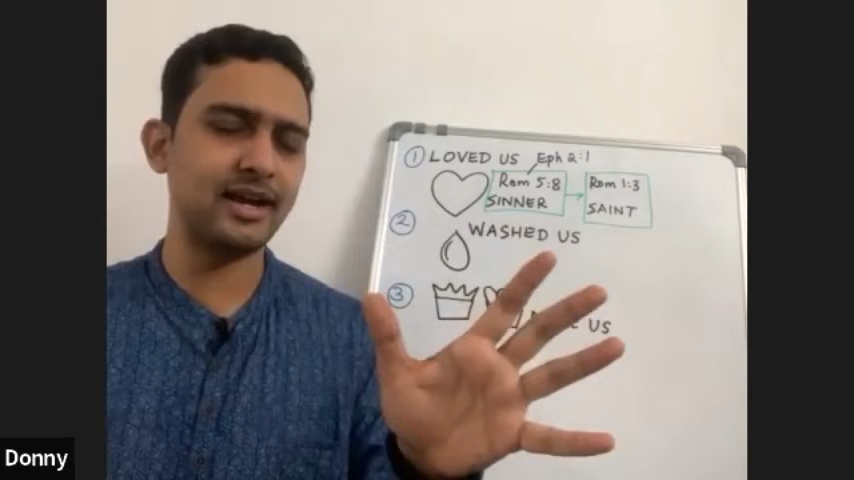 1 LOVED US Eph 2:1
Rom 5:8 Rom 1:3
SINNER SAINT
2 WASHED US
3 US
Donny